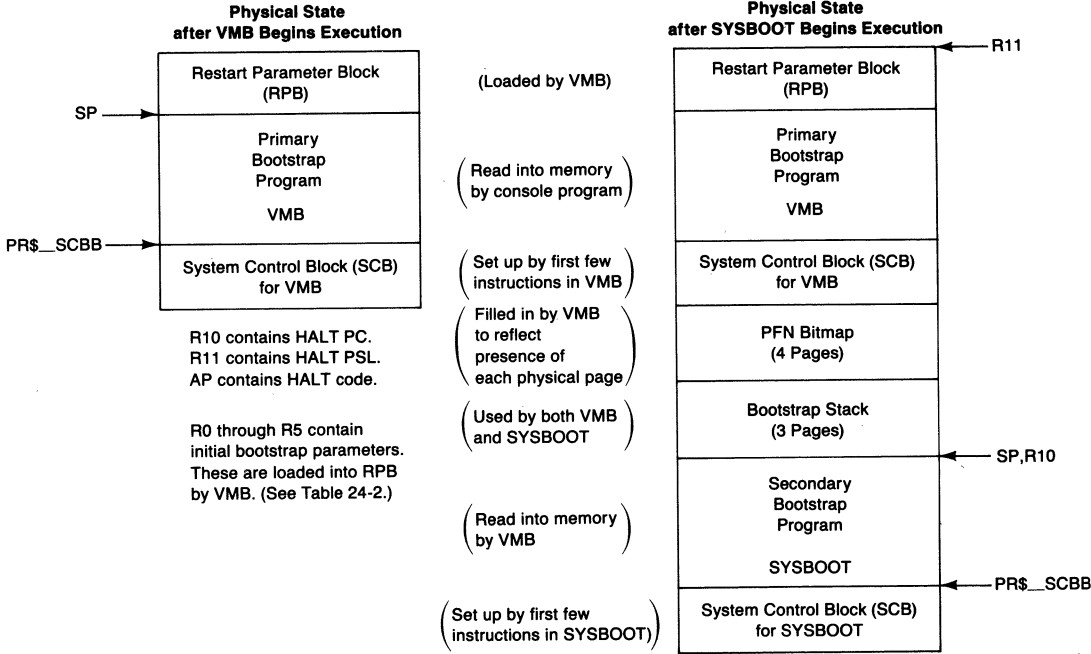 Physical State
after VMB Begins Execution
Restart Parameter Block
(RPB)
SP
Primary
Bootstrap
Program
VMB
PR$__SCBB
System Control Block (SCB)
for VMB
R10 contains HALT PC.
R11 contains HALT PSL.
AP contains HALT code.
R0 through R5 contain
initial bootstrap parameters.
These are loaded into RPB
by VMB. (See Table 24-2.)
(Loaded by VMB)
(Read into memory
by console program)
(Set up by first few
instructions in VMB)
(Filled in by VMB
to reflect
presence of
each physical page)
(Used by both VMB
and SYSBOOT)
(Read into memory
by VMB)
(Set up by first few
instructions in SYSBOOT))
Physical State
after SYSBOOT Begins Execution
R11
Restart Parameter Block
(RPB)
Primary
Bootstrap
Program
VMB
System Control Block (SCB)
for VMB
PFN Bitmap
(4 Pages)
Bootstrap Stack
(3 Pages)
SP,R10
Secondary
Bootstrap
Program
SYSBOOT
PR$__SCBB
System Control Block (SCB)
for SYSBOOT